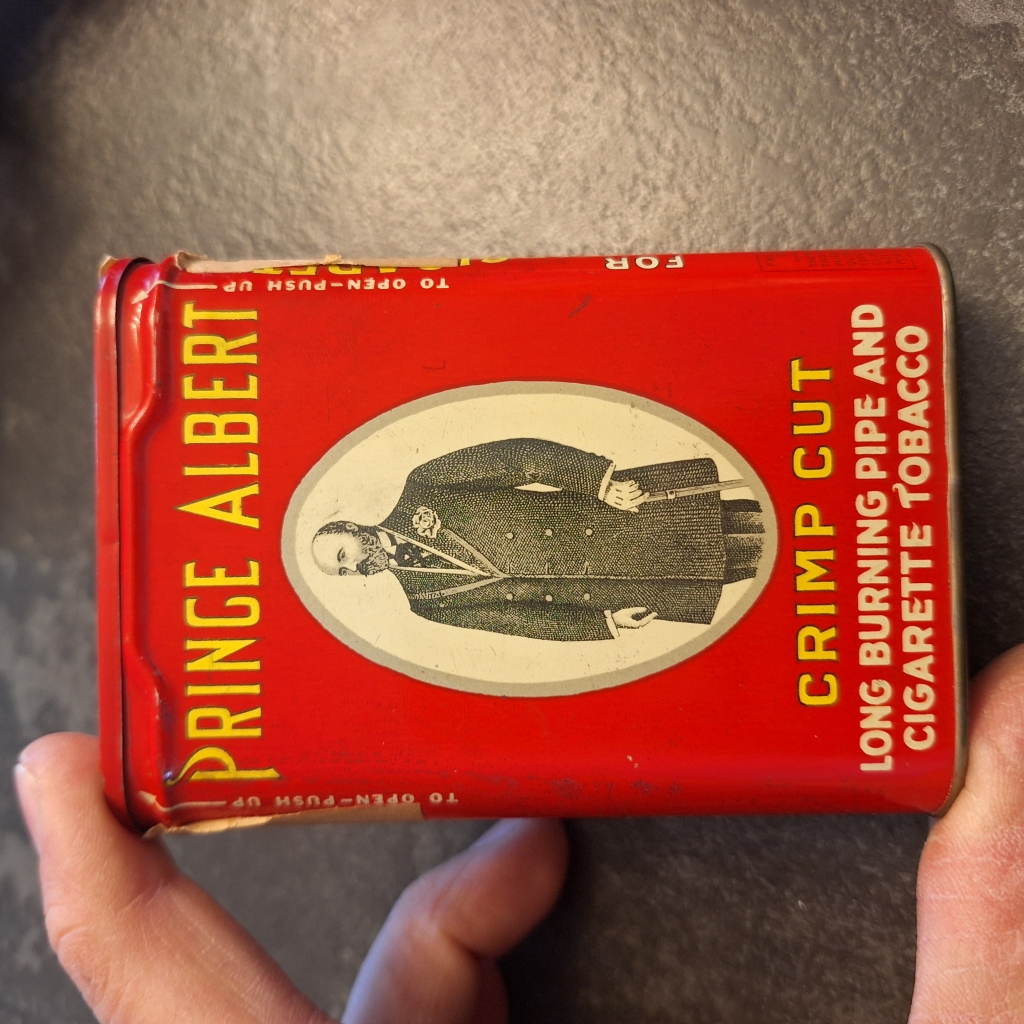 PRINCE ALBERT
CRIMP CUT
LONG BURNING PIPE AND
CIGARETTE TOBACCO
TO OPEN-PUSH UP
TO OPEN-PUSH UP
FOR